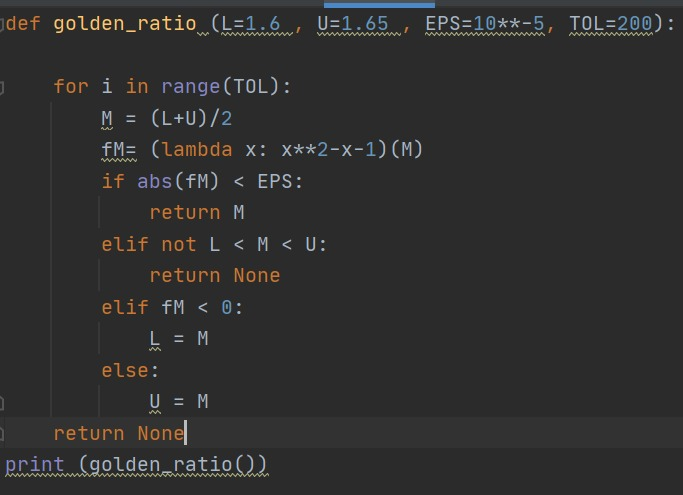 def golden_ratio (L=1.6 , U=1.65 , EPS=10**-5, TOL=200):
for i in range(TOL):
M = (L+U)/2
fM= (lambda x: x**2-x-1)(M)
if abs(fM) < EPS:
return M
elif not L < M < U:
return None
elif fM < 0:
L = M
else:
U = M
return None
print (golden_ratio())